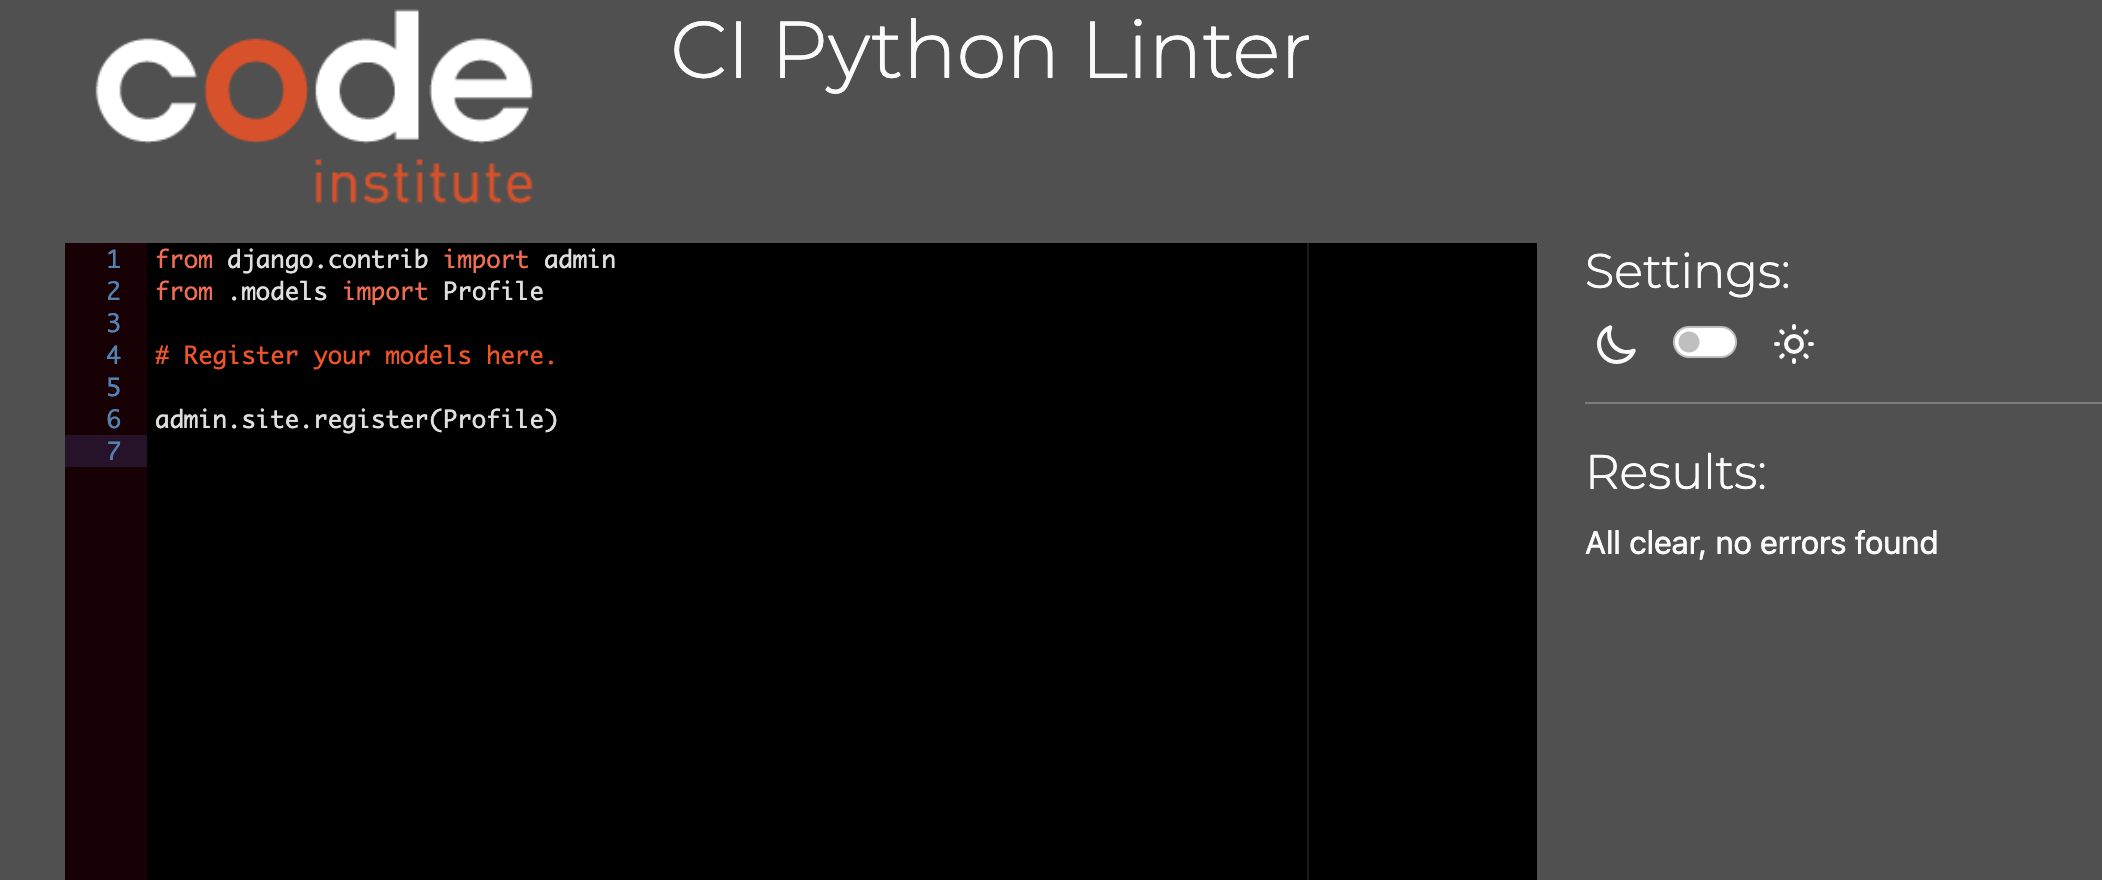 code
institute
CI Python Linter
1 from django.contrib import admin
2 from .models import Profile
3
4 # Register your models here.
5
6 admin.site.register(Profile)
7
Settings:
Results:
All clear, no errors found